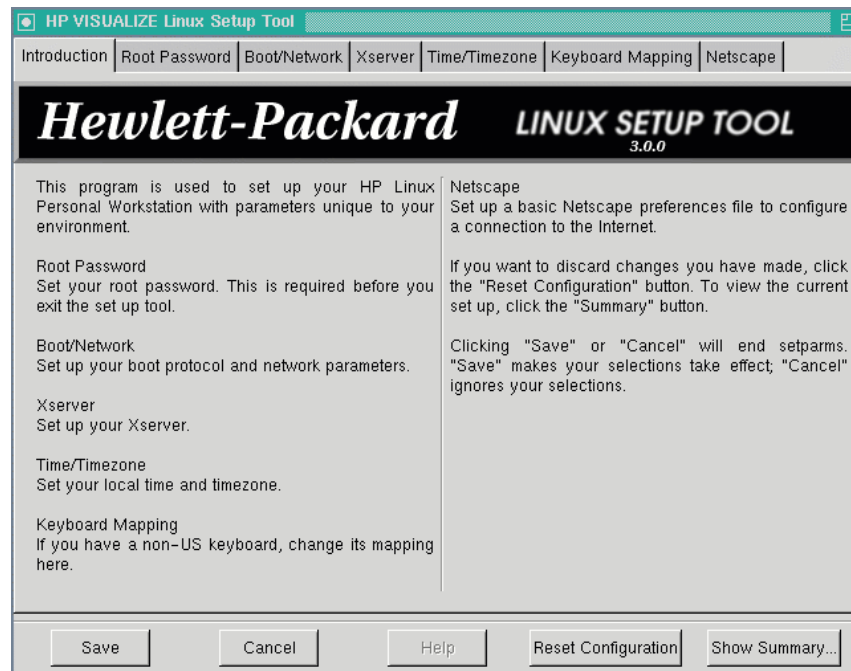 HP VISUALIZE Linux Setup Tool
Introduction Root Password Boot/Network Xserver Time/Timezone Keyboard Mapping Netscape
Hewlett-Packard LINUX SETUP TOOL
3.0.0
This program is used to set up your HP Linux
Personal Workstation with parameters unique to your
environment.
Root Password
Set your root password. This is required before you
exit the set up tool.
Boot/Network
Set up your boot protocol and network parameters.
Xserver
Set up your Xserver.
Time/Timezone
Set your local time and timezone.
Keyboard Mapping
If you have a non-US keyboard, change its mapping
here.
Netscape
Set up a basic Netscape preferences file to configure
a connection to the Internet.
If you want to discard changes you have made, click
the "Reset Configuration" button. To view the current
set up, click the "Summary" button.
Clicking "Save" or "Cancel" will end setparms.
"Save" makes your selections take effect; "Cancel"
ignores your selections.
Save Cancel Help Reset Configuration Show Summary...